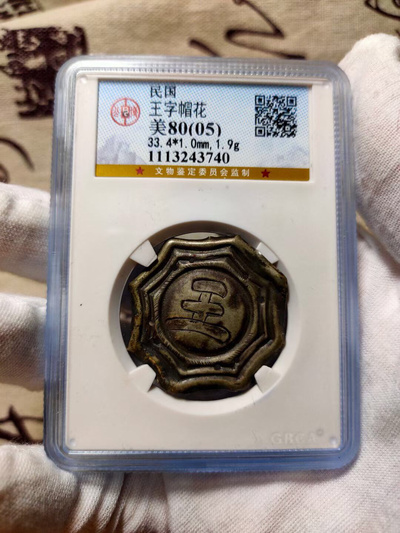 民国
王字帽花
美80(05)
33.4*1.0mm,1.9g
1113243740
★ 文物鉴定委员会监制 ★
王
GBCA®